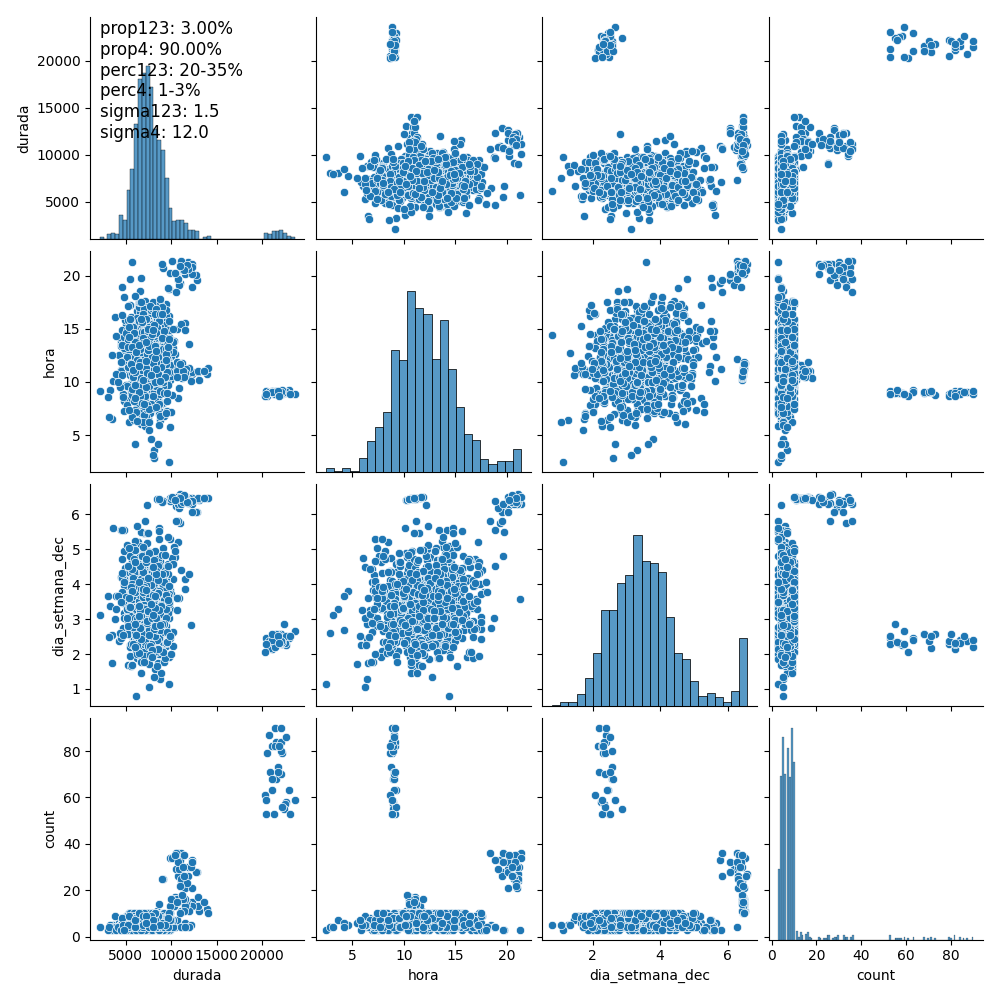 prop123: 3.00%
prop4: 90.00%
perc123: 20-35%
perc4: 1-3%
sigma123: 1.5
sigma4: 12.0
durada
20000
15000
10000
5000
hora
20
15
10
5
dia_setmana_dec
6
5
4
3
2
1
count
80
60
40
20
0
5000 10000 15000 20000
durada
5 10 15 20
hora
2 4 6
dia_setmana_dec
0 20 40 60 80
count